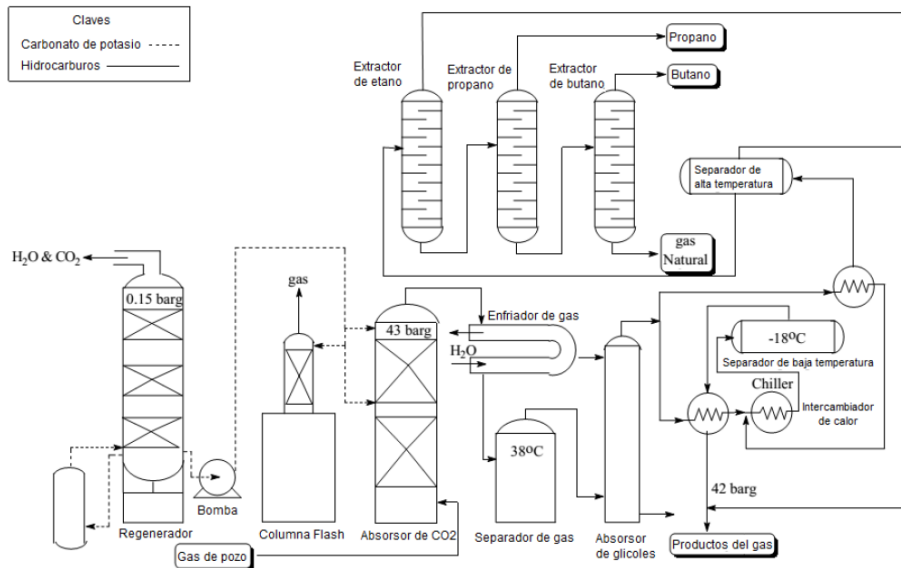 Claves
Carbonato de potasio
Hidrocarburos
Propano
Butano
Extractor
de etano
Extractor de
propano
Extractor
de butano
Separador de
alta temperatura
gas
Natural
H₂O & CO₂
0.15 barg
gas
43 barg
Enfriador de gas
H₂O
-18ºC
Separador de baja temperatura
Chiller
Intercambiador
de calor
38ºC
42 barg
Bomba
Regenerador
Columna Flash
Absorsor de CO2
Separador de gas
Absorsor
de glicoles
Gas de pozo
Productos del gas